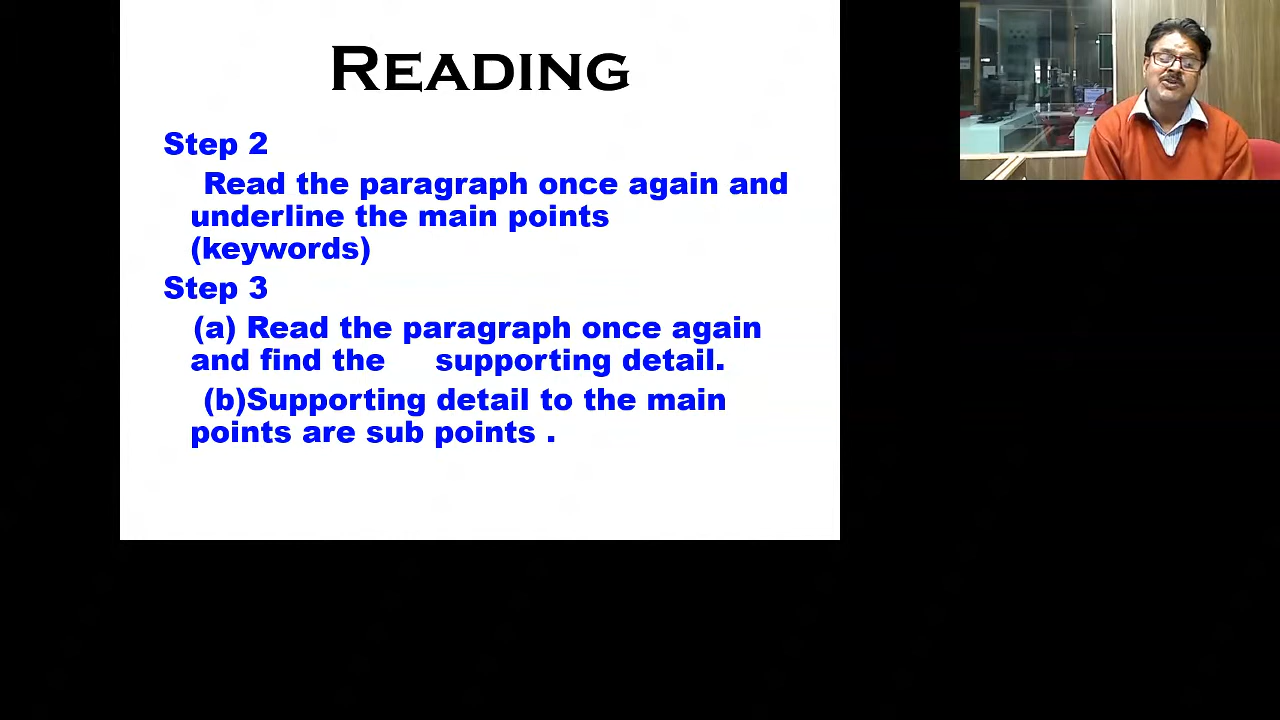 READING
Step 2
Read the paragraph once again and
underline the main points
(keywords)
Step 3
(a) Read the paragraph once again
and find the supporting detail.
(b)Supporting detail to the main
points are sub points .